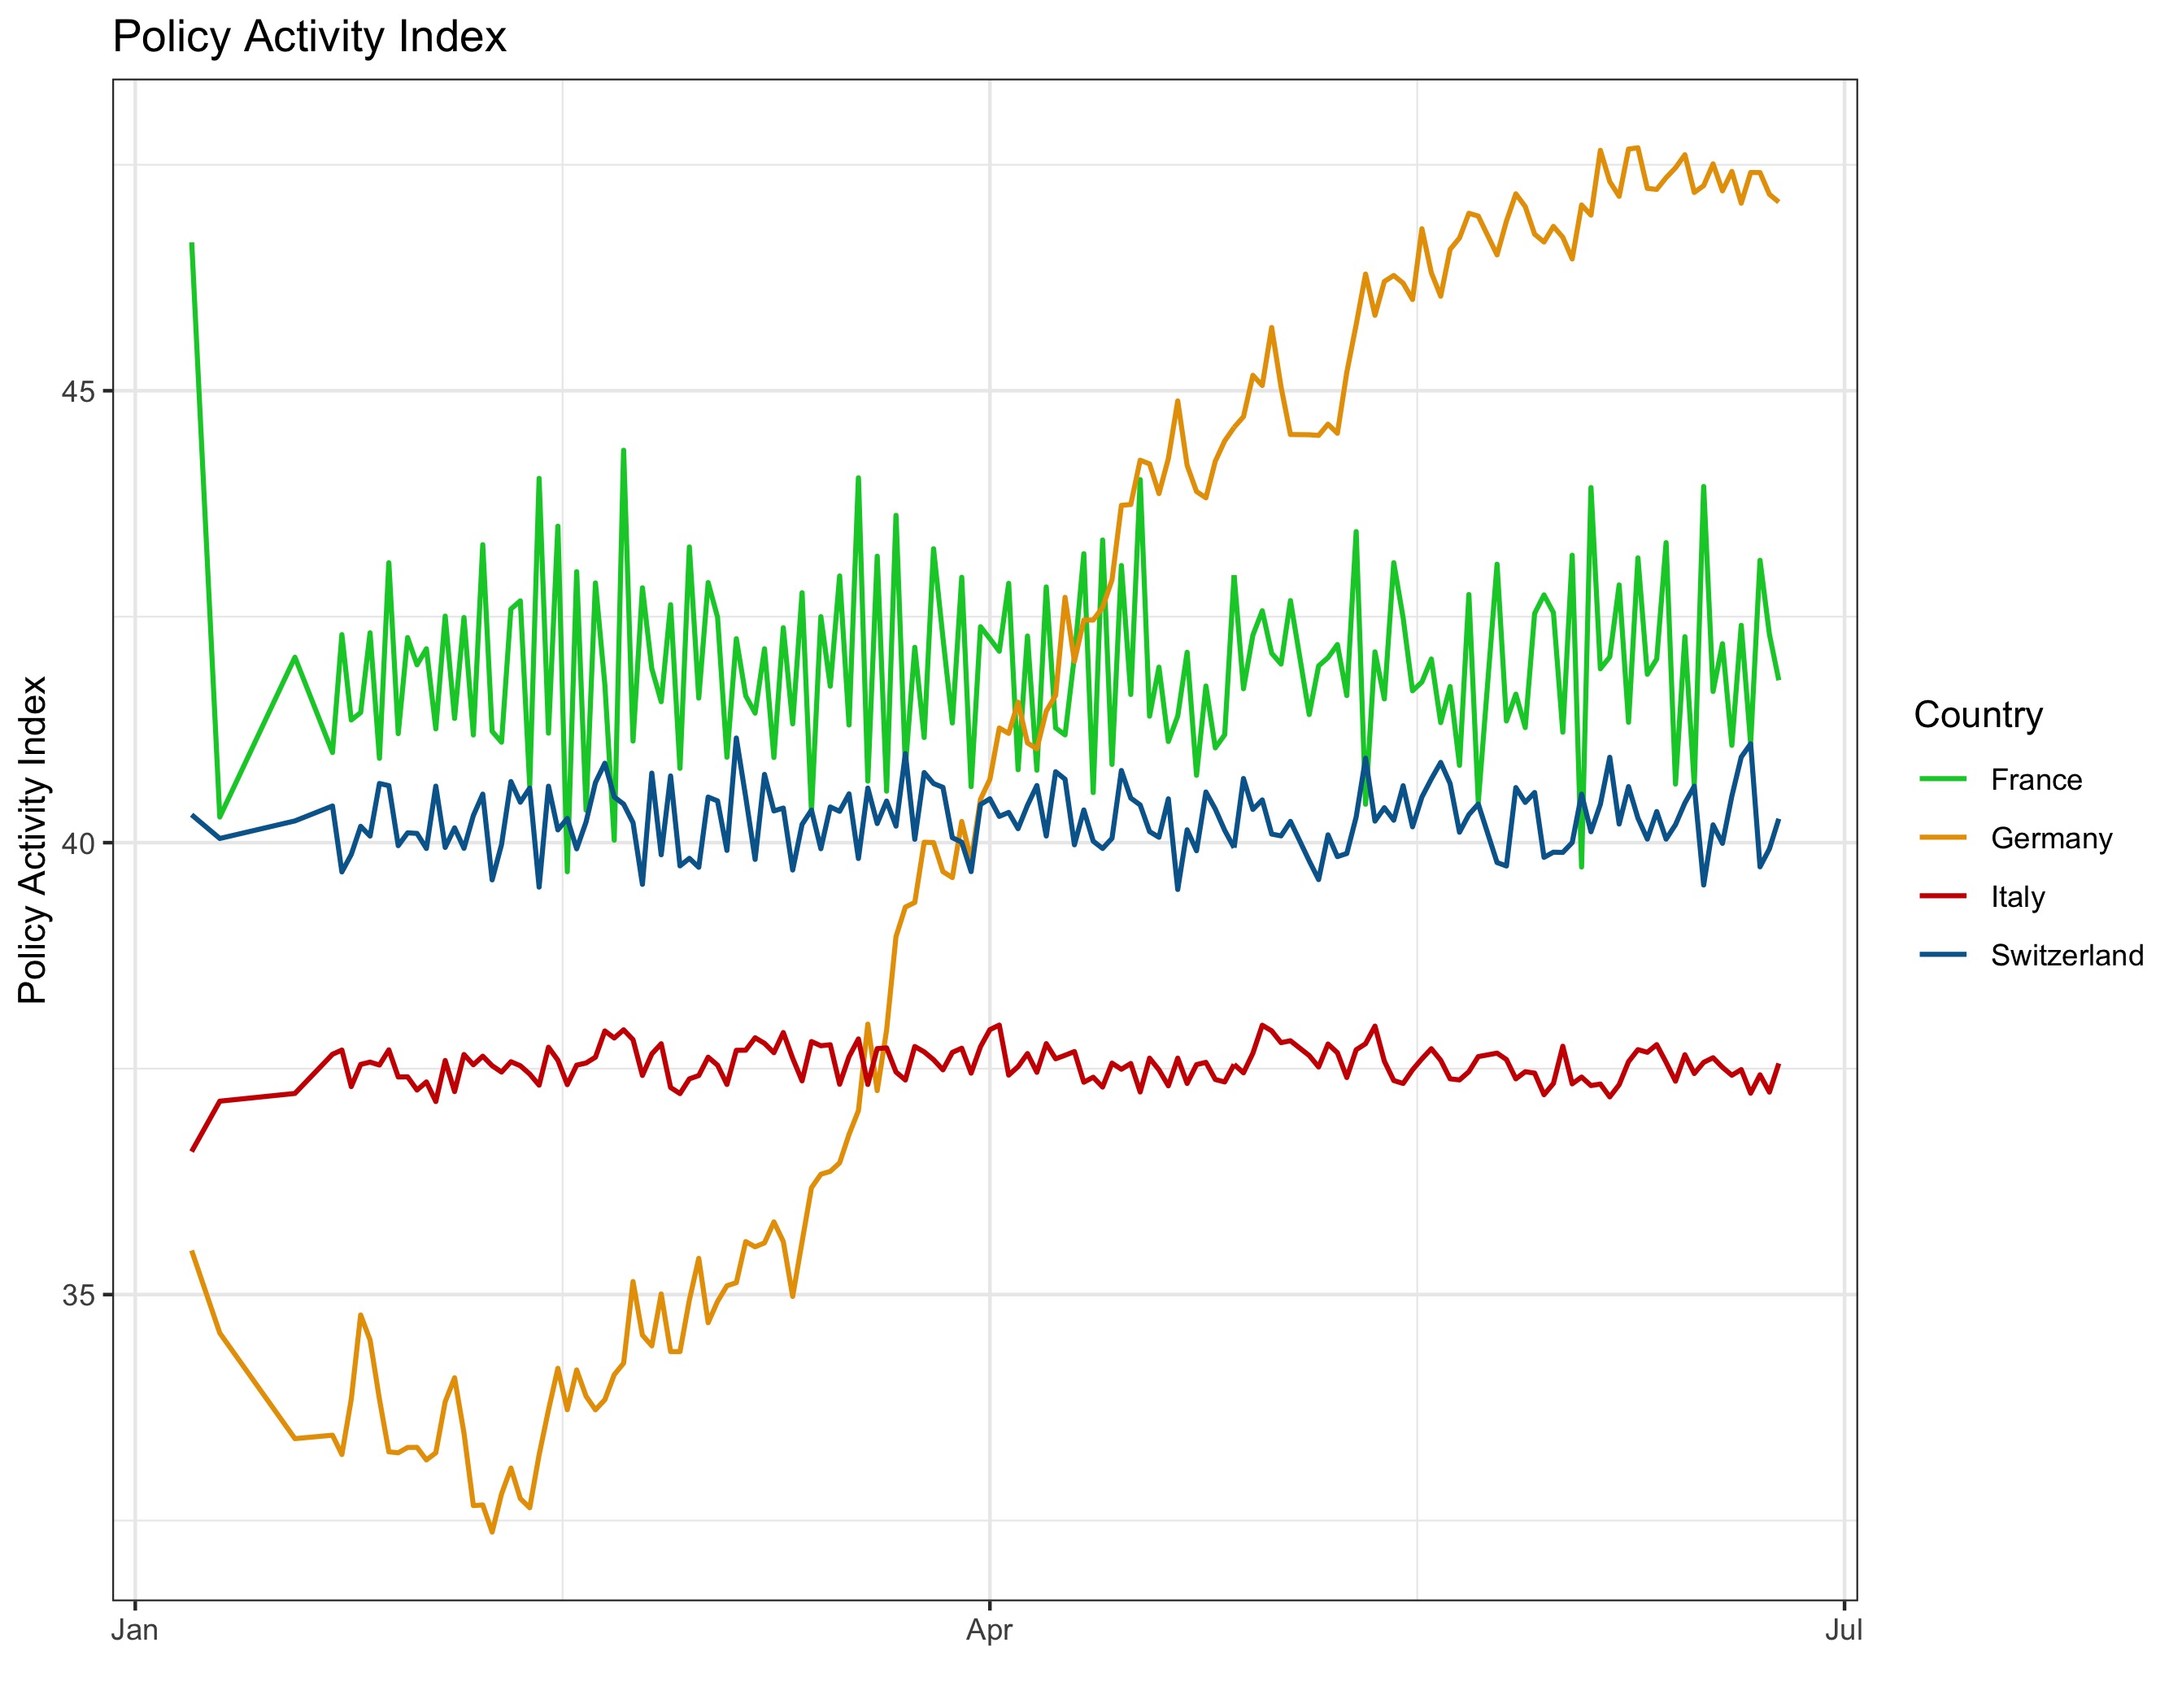 Policy Activity Index
Policy Activity Index
45
40
35
Jan
Apr
Jul
Country
France
Germany
Italy
Switzerland